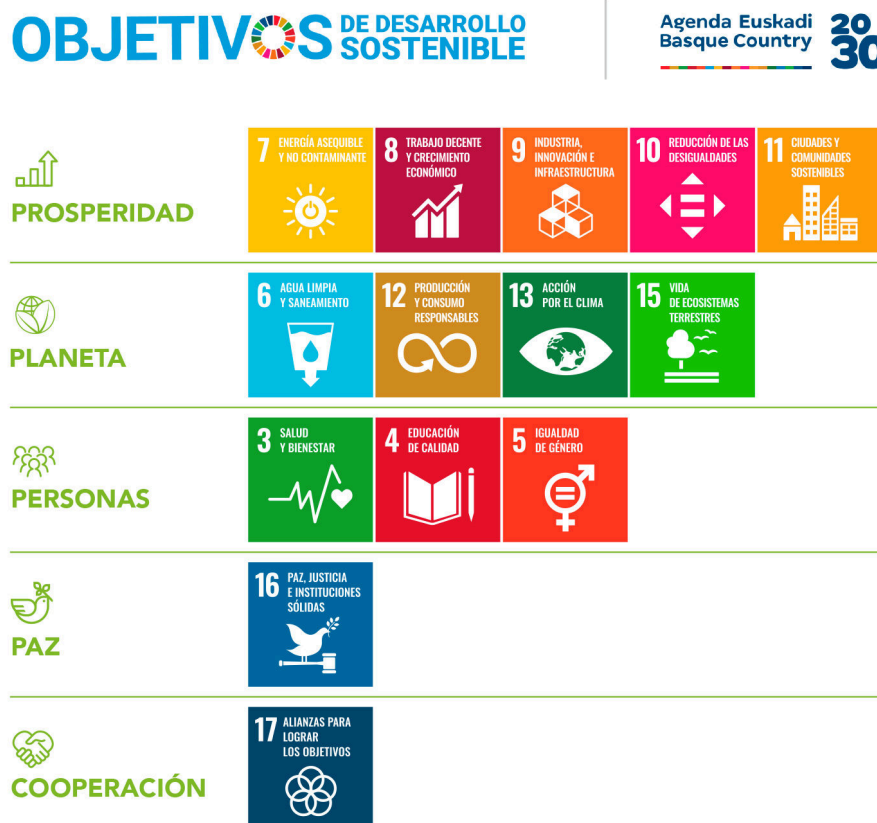 OBJETIVOS DE DESARROLLO
SOSTENIBLE
Agenda Euskadi
Basque Country
20
30
PROSPERIDAD
7 ENERGÍA ASEQUIBLE
Y NO CONTAMINANTE
8 TRABAJO DECENTE
Y CRECIMIENTO
ECONÓMICO
9 INDUSTRIA,
INNOVACIÓN E
INFRAESTRUCTURA
10 REDUCCIÓN DE LAS
DESIGUALDADES
11 CIUDADES Y
COMUNIDADES
SOSTENIBLES
PLANETA
6 AGUA LIMPIA
Y SANEAMIENTO
12 PRODUCCIÓN
Y CONSUMO
RESPONSABLES
13 ACCIÓN
POR EL CLIMA
15 VIDA
DE ECOSISTEMAS
TERRESTRES
PERSONAS
3 SALUD
Y BIENESTAR
4 EDUCACIÓN
DE CALIDAD
5 IGUALDAD
DE GÉNERO
PAZ
16 PAZ, JUSTICIA
E INSTITUCIONES
SÓLIDAS
COOPERACIÓN
17 ALIANZAS PARA
LOGRAR
LOS OBJETIVOS